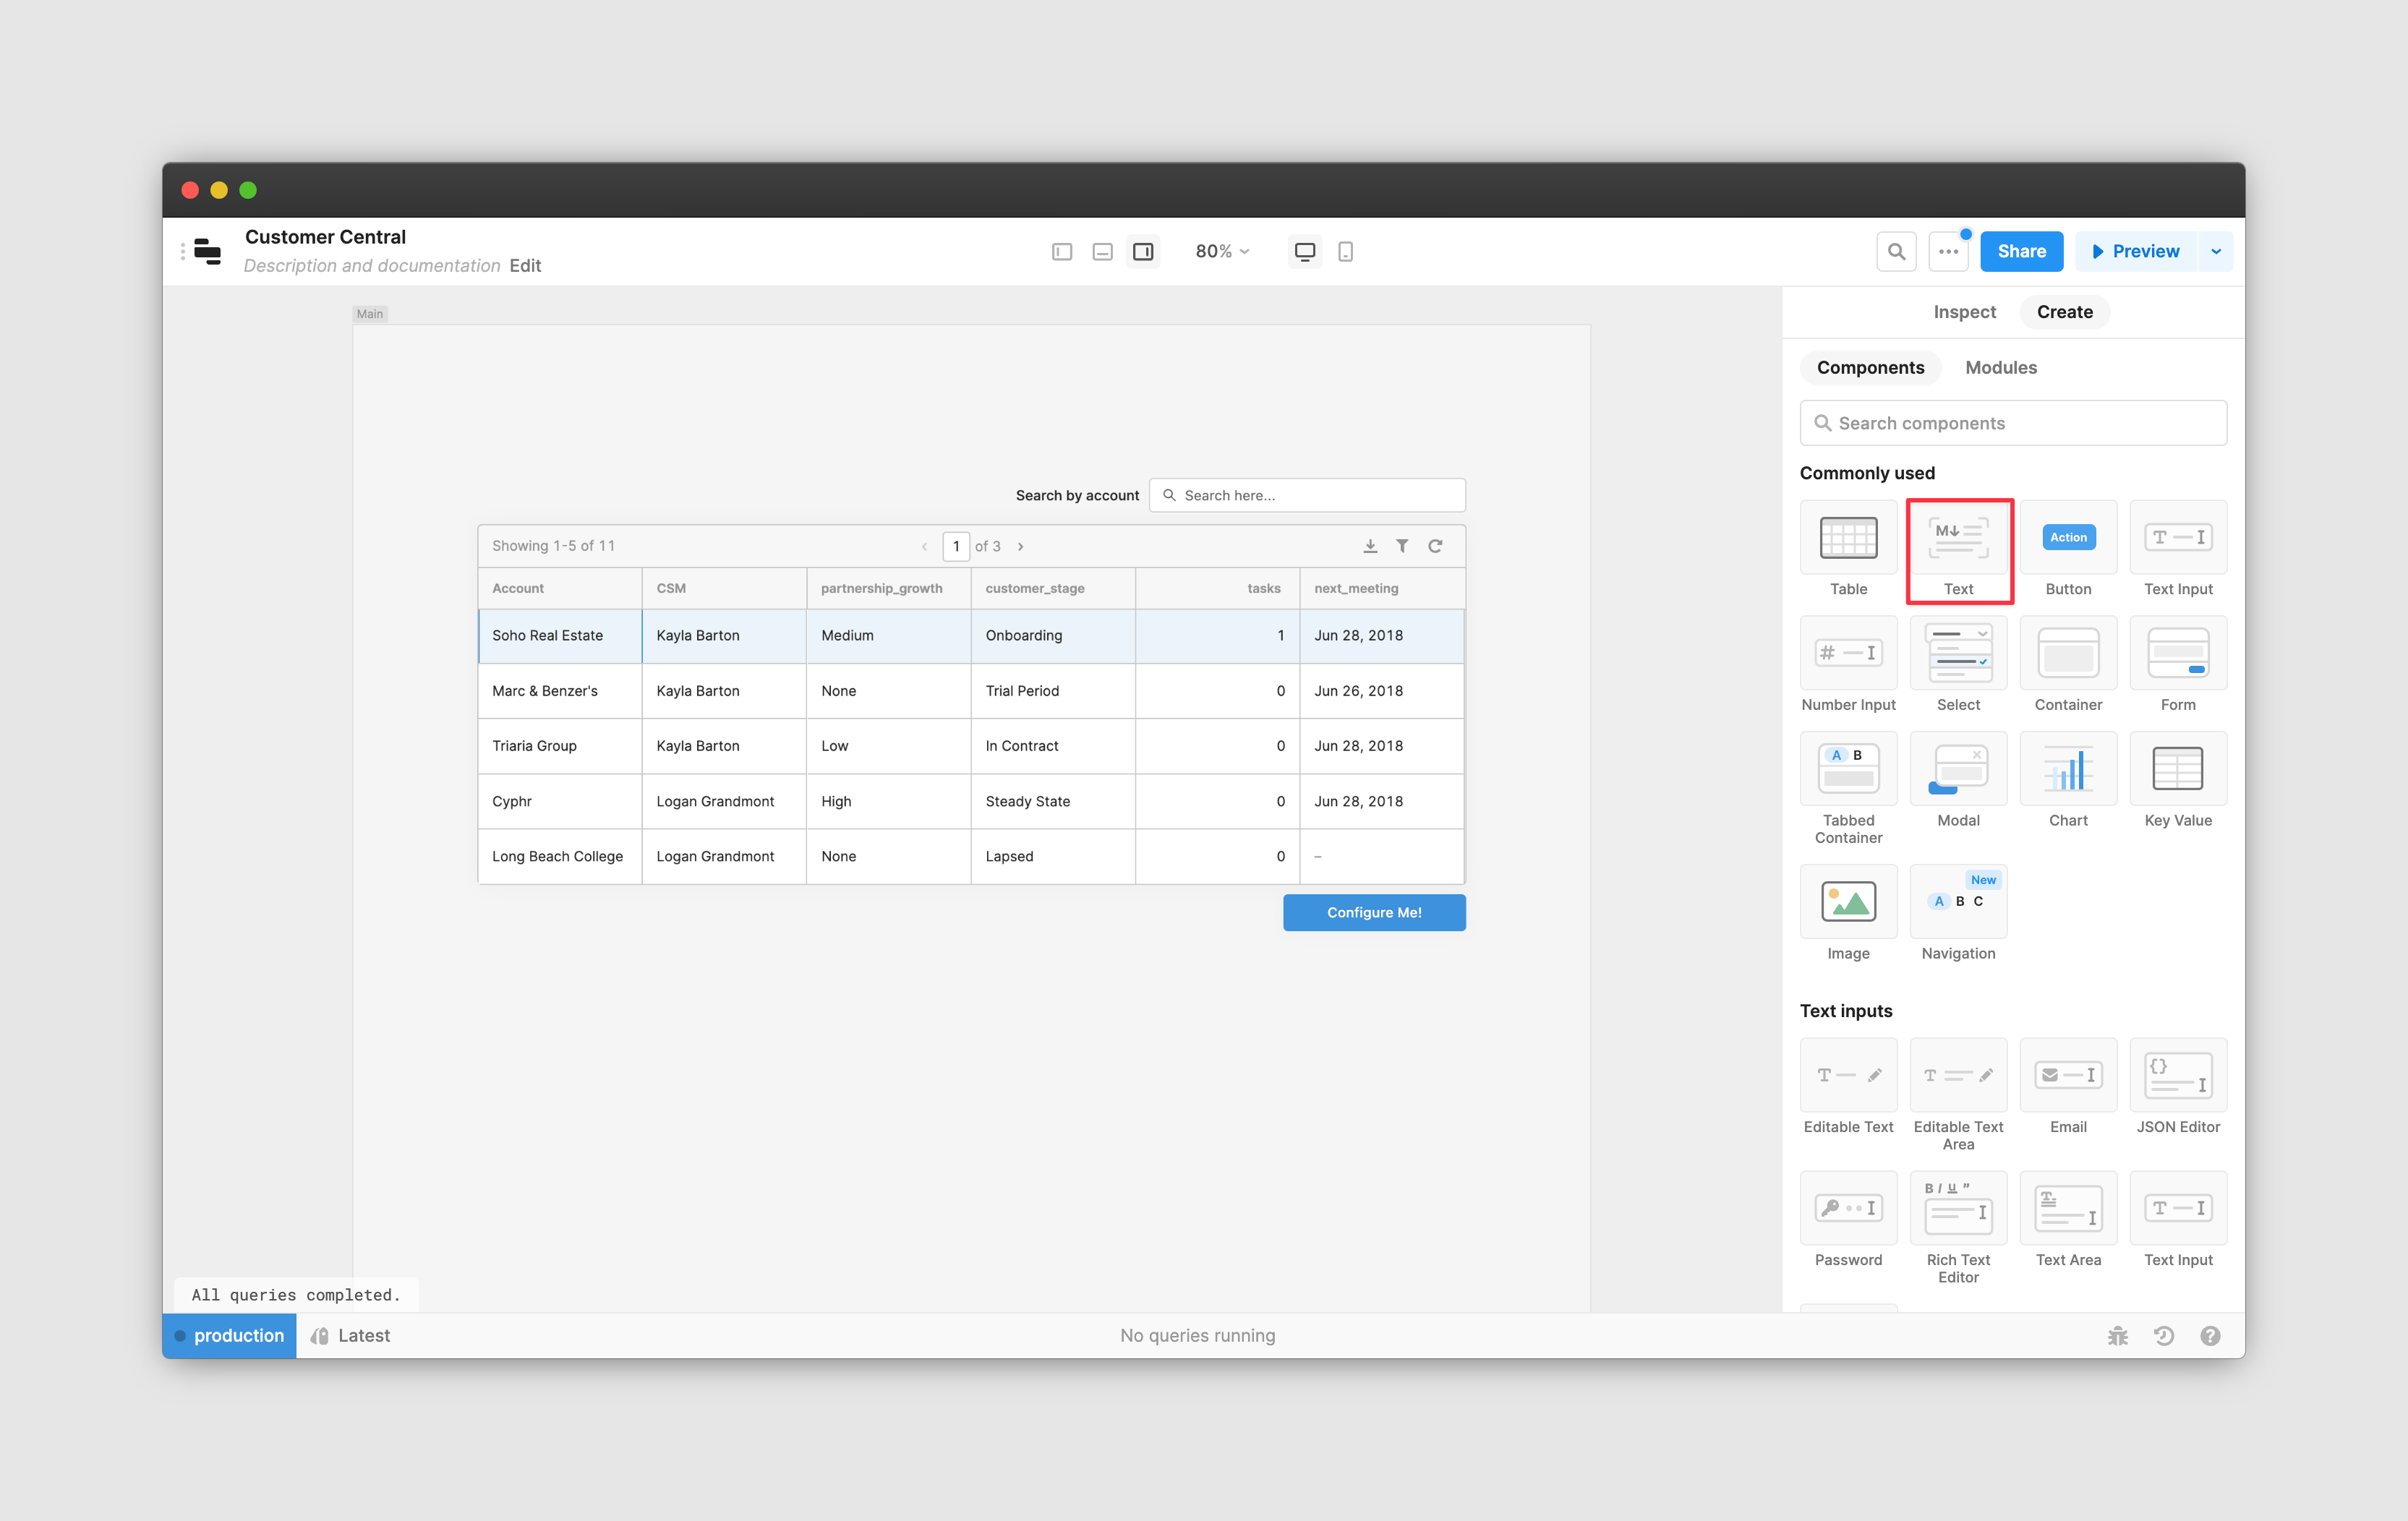 Customer Central
Description and documentation Edit
80%
Share
Preview
Main
Inspect Create
Components Modules
Search components
Commonly used
M↓
Action
T
I
Table Text Button Text Input
# I
Number Input Select Container Form
A B
Tabbed Container Modal Chart Key Value
New
A B C
Image Navigation
Text inputs
T T I {} I
Editable Text Editable Text Area Email JSON Editor
I B I U " I T I T I
Password Rich Text Editor Text Area Text Input
Search by account Search here...
Showing 1-5 of 11 ‹ 1 of 3 ›
Account CSM partnership_growth customer_stage tasks next_meeting
Soho Real Estate Kayla Barton Medium Onboarding 1 Jun 28, 2018
Marc & Benzer's Kayla Barton None Trial Period 0 Jun 26, 2018
Triaria Group Kayla Barton Low In Contract 0 Jun 28, 2018
Cyphr Logan Grandmont High Steady State 0 Jun 28, 2018
Long Beach College Logan Grandmont None Lapsed 0 –
Configure Me!
All queries completed.
production Latest No queries running ?